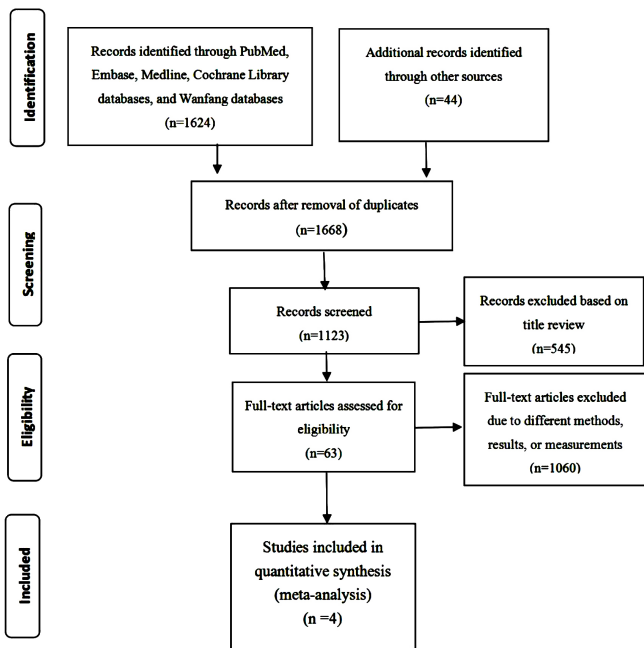 Identification
Records identified through PubMed,
Embase, Medline, Cochrane Library
databases, and Wanfang databases
(n=1624)
Additional records identified
through other sources
(n=44)
Records after removal of duplicates
(n=1668)
Screening
Records screened
(n=1123)
Records excluded based on
title review
(n=545)
Eligibility
Full-text articles assessed for
eligibility
(n=63)
Full-text articles excluded
due to different methods,
results, or measurements
(n=1060)
Included
Studies included in
quantitative synthesis
(meta-analysis)
(n =4)